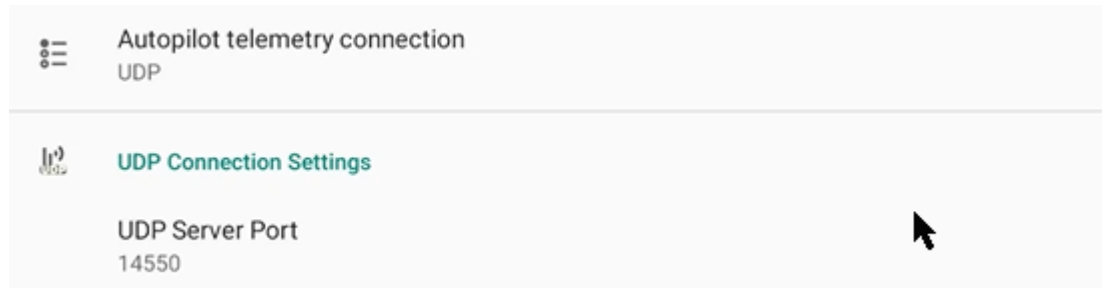 Autopilot telemetry connection
UDP
UDP Connection Settings
UDP Server Port
14550